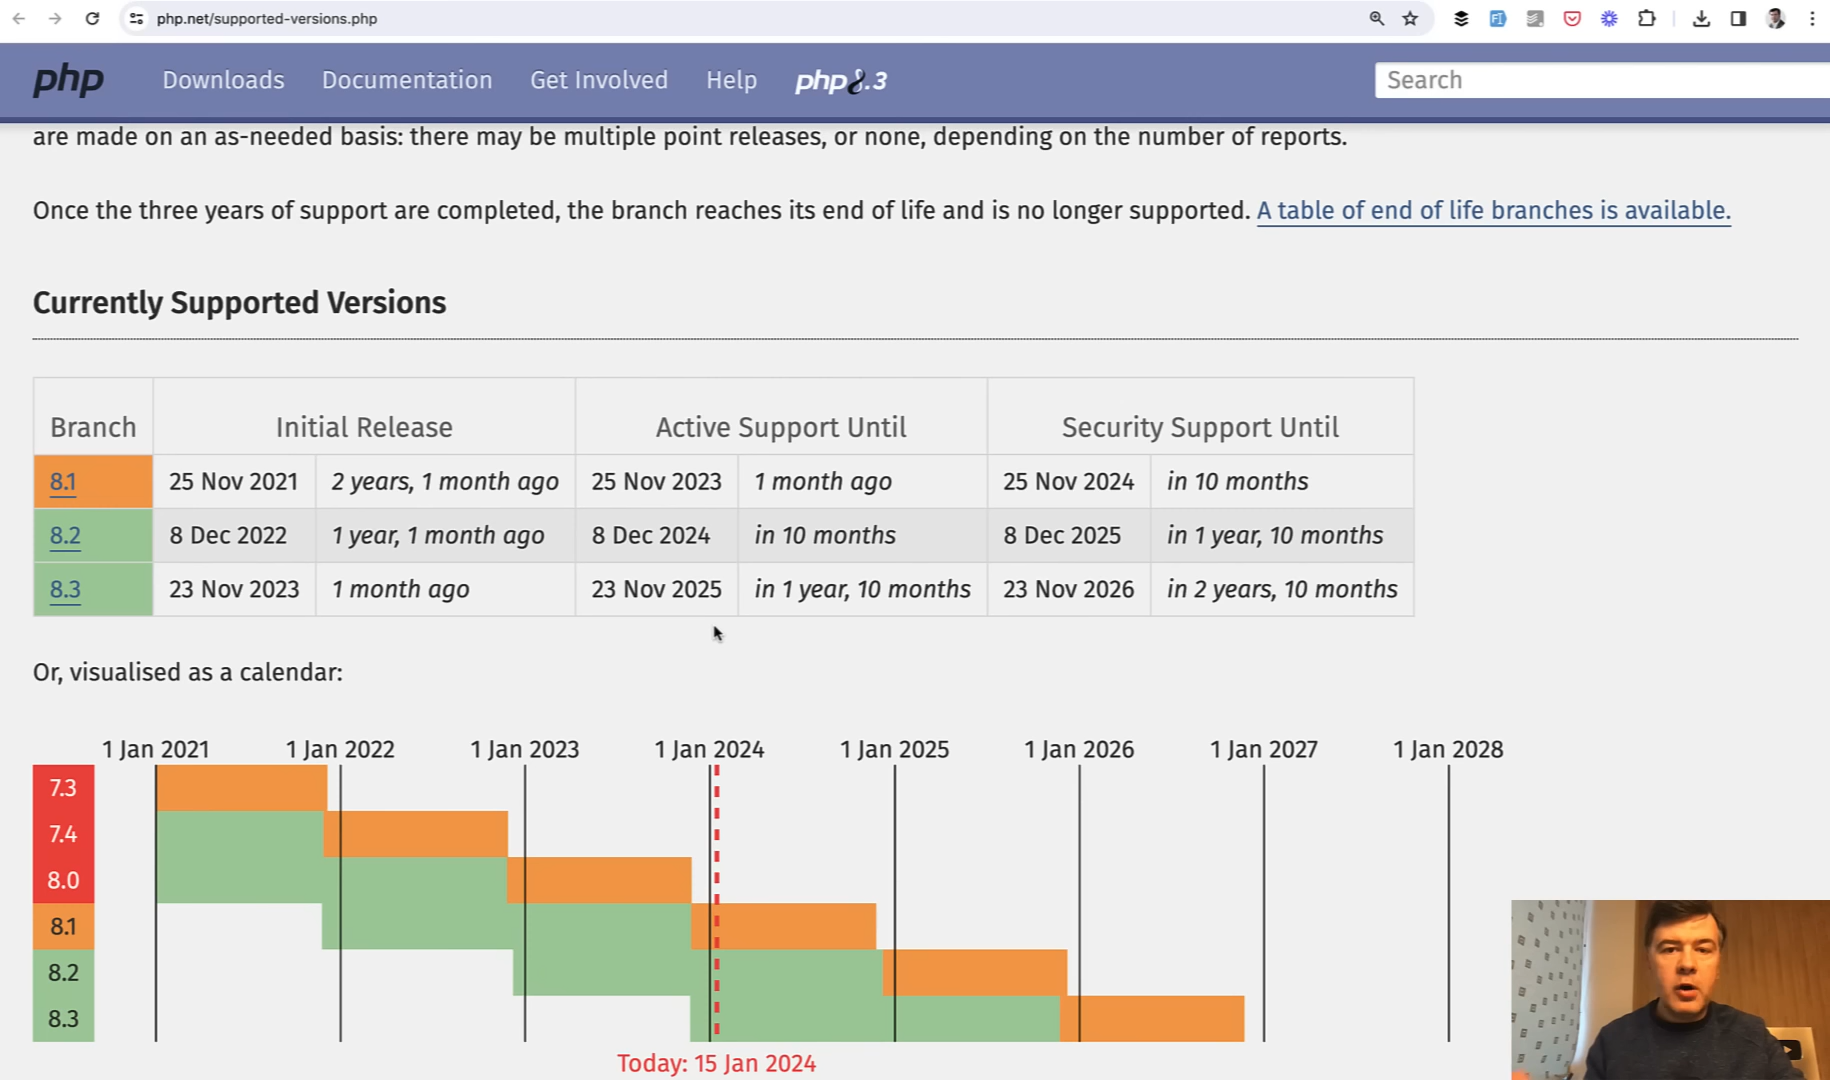 php.net/supported-versions.php
php Downloads Documentation Get Involved Help php8.3 Search
are made on an as-needed basis: there may be multiple point releases, or none, depending on the number of reports.
Once the three years of support are completed, the branch reaches its end of life and is no longer supported. A table of end of life branches is available.
Currently Supported Versions
Branch Initial Release Active Support Until Security Support Until
8.1 25 Nov 2021 2 years, 1 month ago 25 Nov 2023 1 month ago 25 Nov 2024 in 10 months
8.2 8 Dec 2022 1 year, 1 month ago 8 Dec 2024 in 10 months 8 Dec 2025 in 1 year, 10 months
8.3 23 Nov 2023 1 month ago 23 Nov 2025 in 1 year, 10 months 23 Nov 2026 in 2 years, 10 months
Or, visualised as a calendar:
1 Jan 2021 1 Jan 2022 1 Jan 2023 1 Jan 2024 1 Jan 2025 1 Jan 2026 1 Jan 2027 1 Jan 2028
7.3
7.4
8.0
8.1
8.2
8.3
Today: 15 Jan 2024